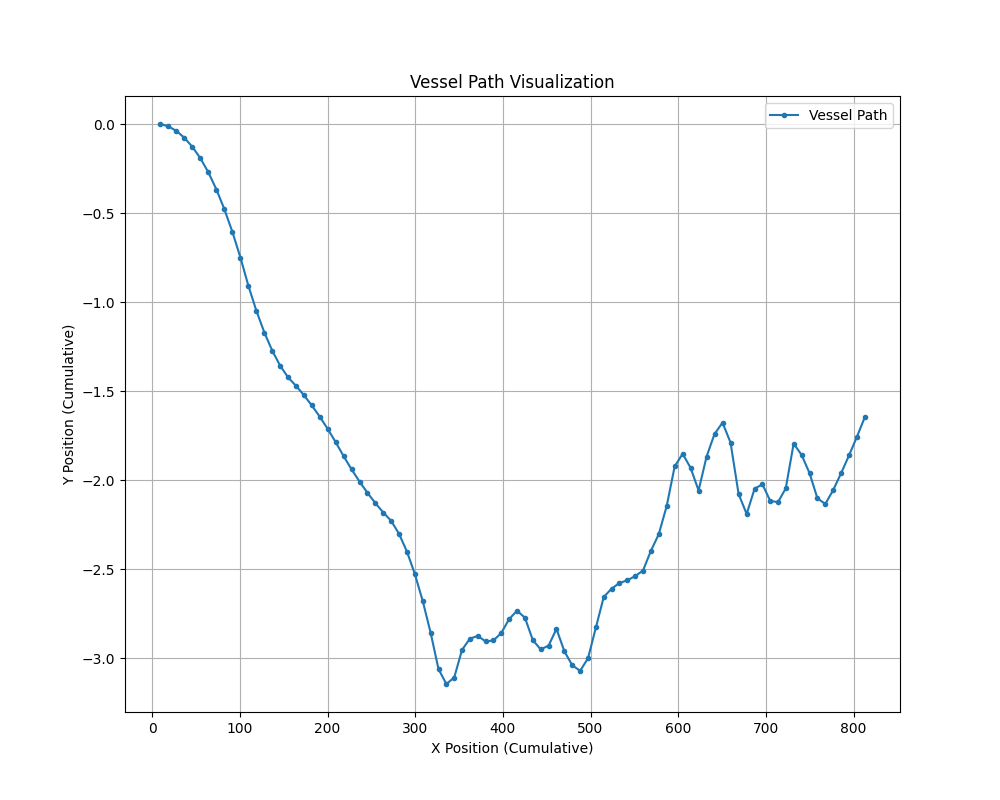 Vessel Path Visualization
Vessel Path
0.0
−0.5
−1.0
−1.5
−2.0
−2.5
−3.0
Y Position (Cumulative)
0 100 200 300 400 500 600 700 800
X Position (Cumulative)